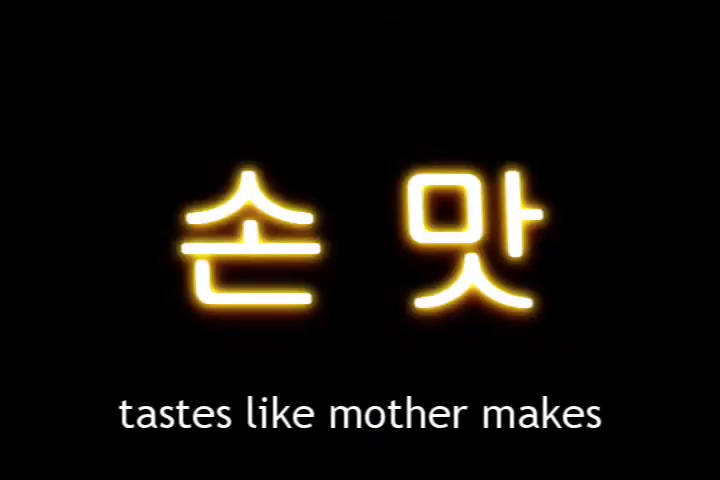 손 맛
tastes like mother makes